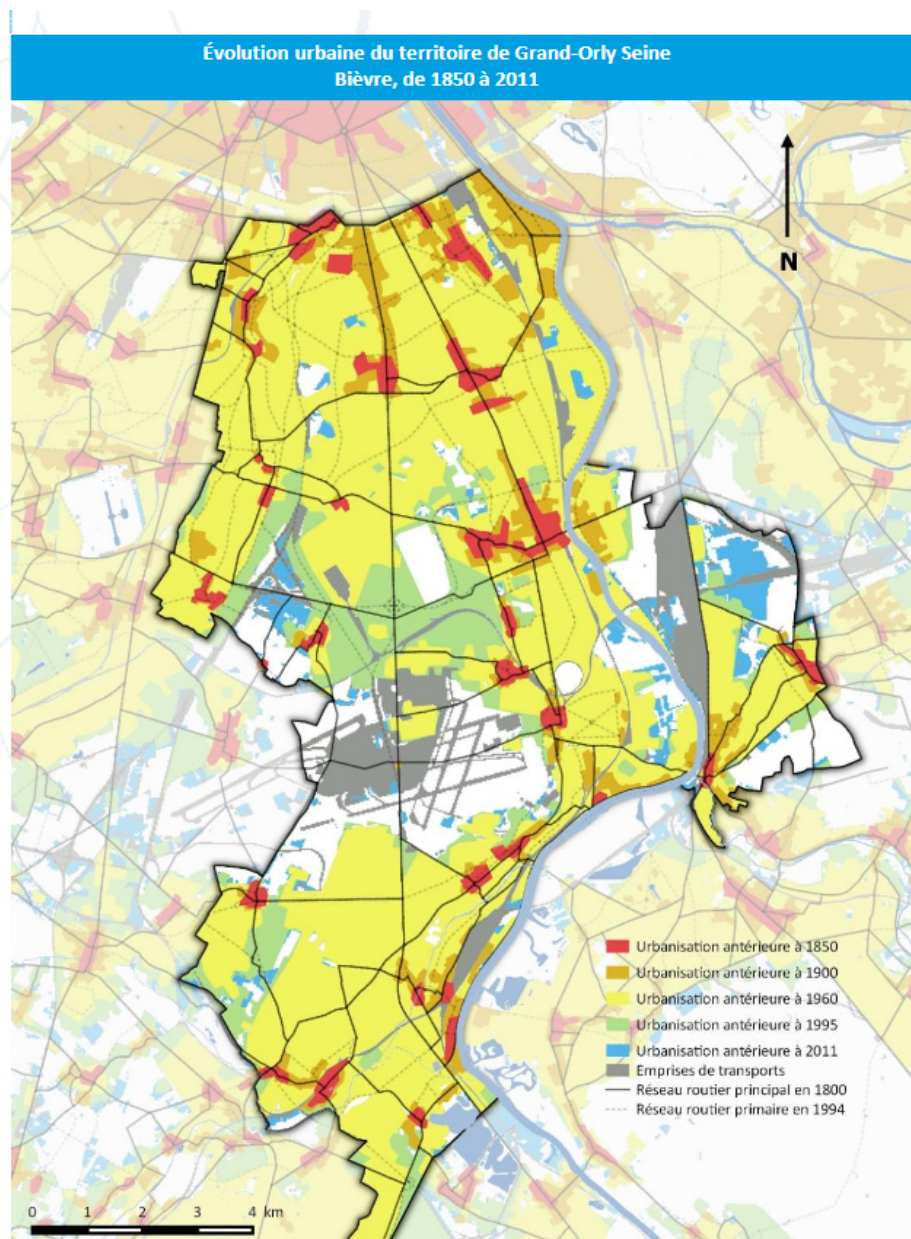 Évolution urbaine du territoire de Grand-Orly Seine
Bièvre, de 1850 à 2011
N
Urbanisation antérieure à 1850
Urbanisation antérieure à 1900
Urbanisation antérieure à 1960
Urbanisation antérieure à 1995
Urbanisation antérieure à 2011
Emprises de transports
Réseau routier principal en 1800
Réseau routier primaire en 1994
0 1 2 3 4 km